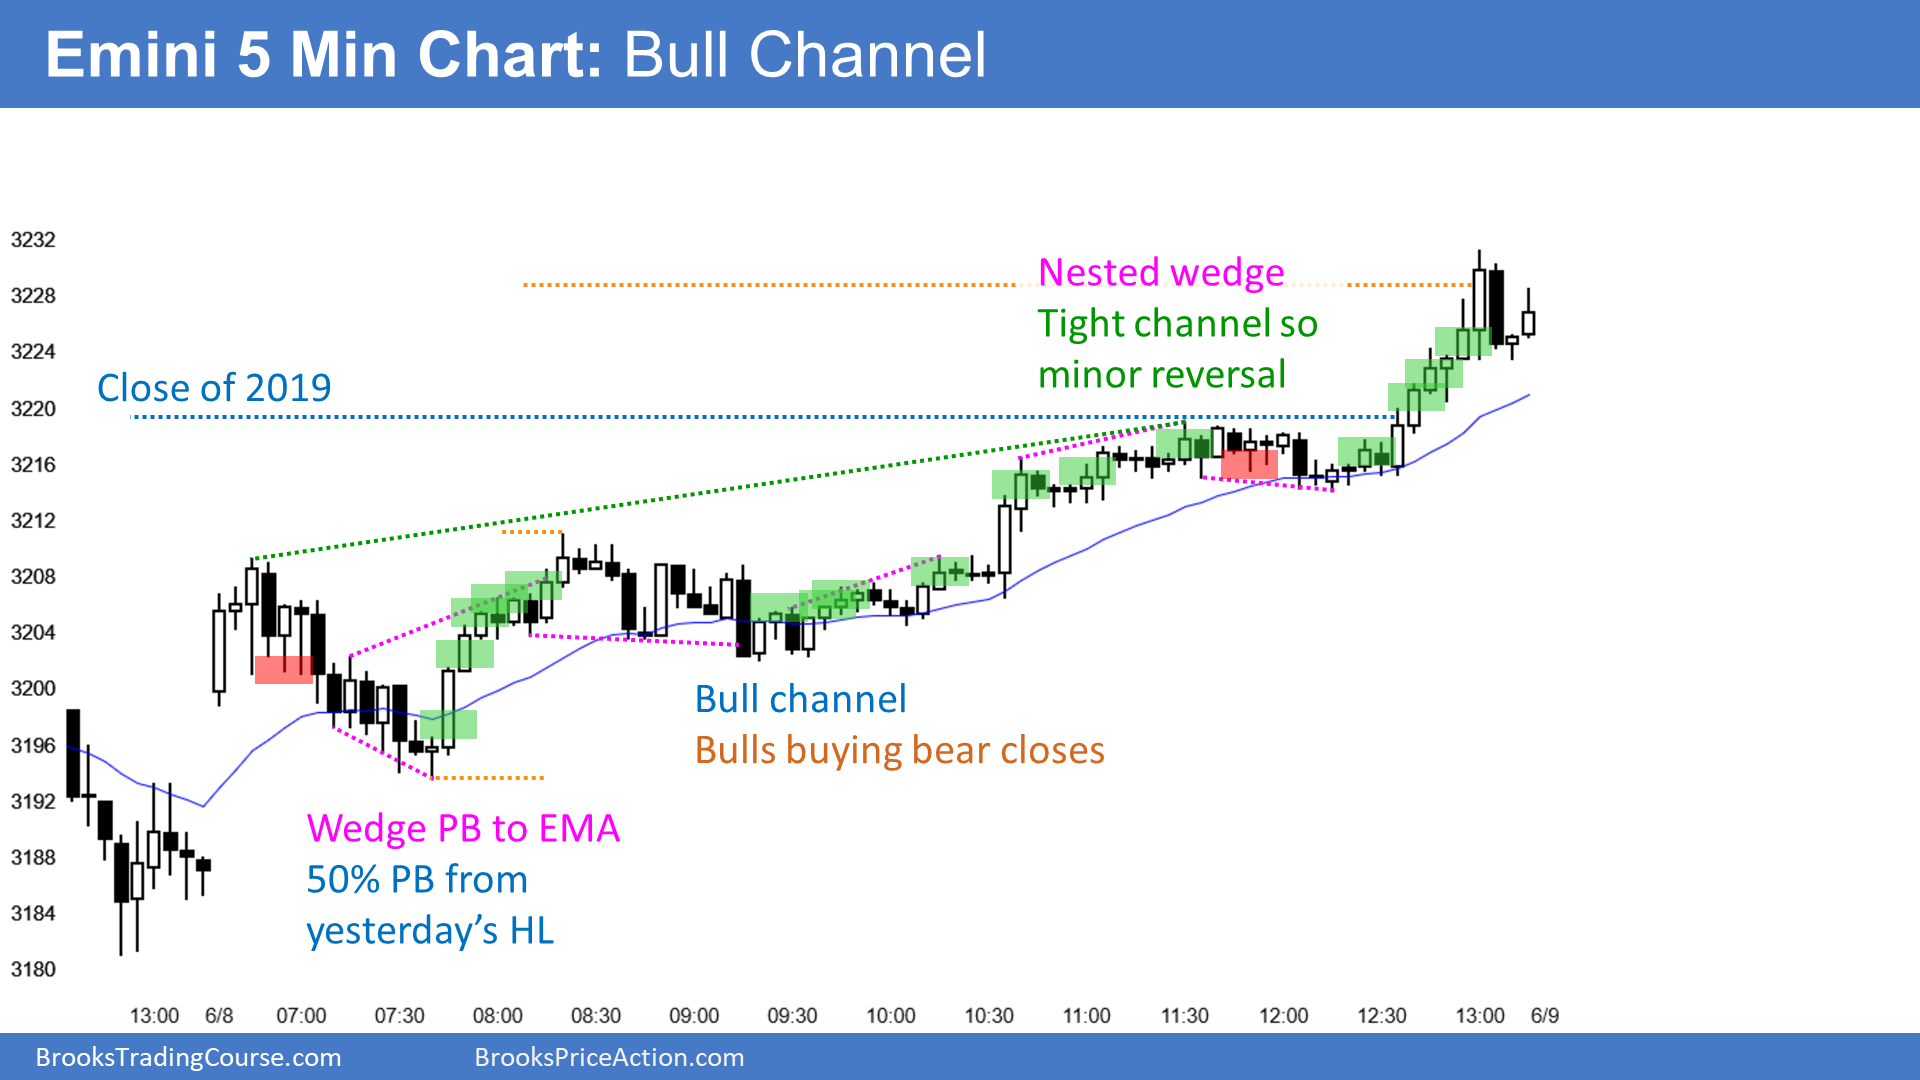 Emini 5 Min Chart: Bull Channel
3232
3228
3224
3220
3216
3212
3208
3204
3200
3196
3192
3188
3184
3180
Close of 2019
Nested wedge
Tight channel so
minor reversal
Bull channel
Bulls buying bear closes
Wedge PB to EMA
50% PB from
yesterday’s HL
13:00 6/8 07:00 07:30 08:00 08:30 09:00 09:30 10:00 10:30 11:00 11:30 12:00 12:30 13:00 6/9
BrooksTradingCourse.com BrooksPriceAction.com